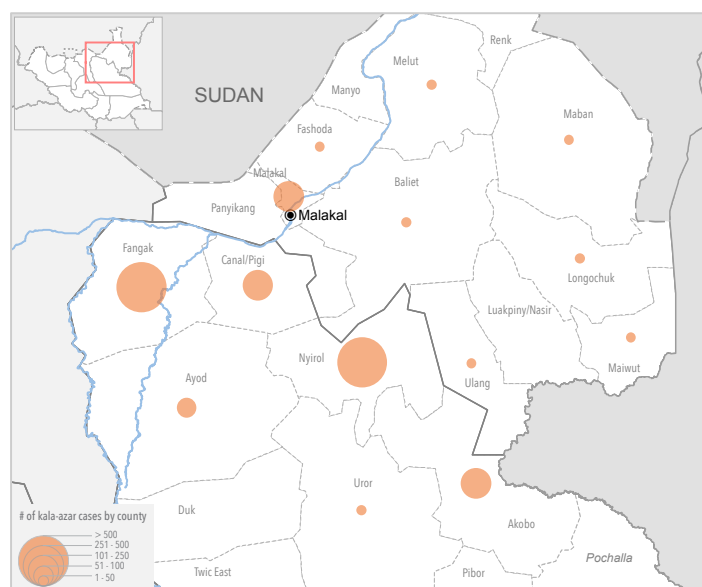 Renk
Melut
SUDAN
Manyo
Maban
Fashoda
Malakal
Baliet
Panyikang
Malakal
Fangak
Canal/Pigi
Longochuk
Luakpiny/Nasir
Nyirol
Maiwut
Ulang
Ayod
Uror
Duk
Akobo
# of kala-azar cases by county
> 500
251 - 500
101 - 250
51 - 100
1 - 50
Twic East
Pibor
Pochalla